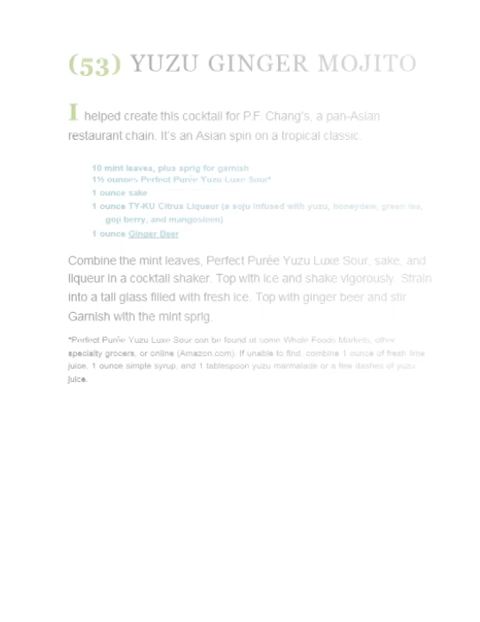 (53) YUZU GINGER MOJITO
I helped create this cocktail for P.F. Chang's, a pan-Asian
restaurant chain. It's an Asian spin on a tropical classic.
10 mint leaves, plus sprig for garnish
1½ ounces Perfect Purée Yuzu Luxe Sour*
1 ounce sake
1 ounce TY-KU Citrus Liqueur (a soju infused with yuzu, honeydew, green tea,
goji berry, and mangosteen)
1 ounce Ginger Beer
Combine the mint leaves, Perfect Purée Yuzu Luxe Sour, sake, and
liqueur in a cocktail shaker. Top with ice and shake vigorously. Strain
into a tall glass filled with fresh ice. Top with ginger beer and stir.
Garnish with the mint sprig.
*Perfect Purée Yuzu Luxe Sour can be found at some Whole Foods Markets, other
specialty grocers, or online (Amazon.com). If unable to find, combine 1 ounce of fresh lime
juice, 1 ounce simple syrup, and 1 tablespoon yuzu marmalade or a few dashes of yuzu
juice.